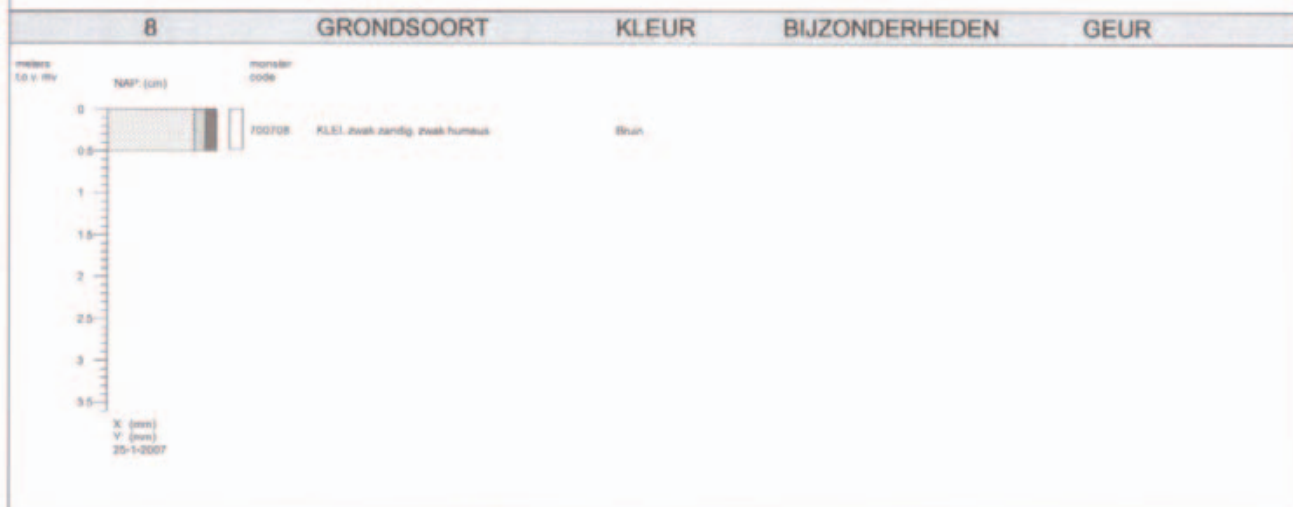 8 GRONDSOORT KLEUR BIJZONDERHEDEN GEUR
meters monster
t.o.v. mv 'NAP': (cm) code
0
700708 KLEI, zwak zandig, zwak humeus Bruin
0.5
1
1.5
2
2.5
3
3.5
X: (mm)
Y: (mm)
25-1-2007